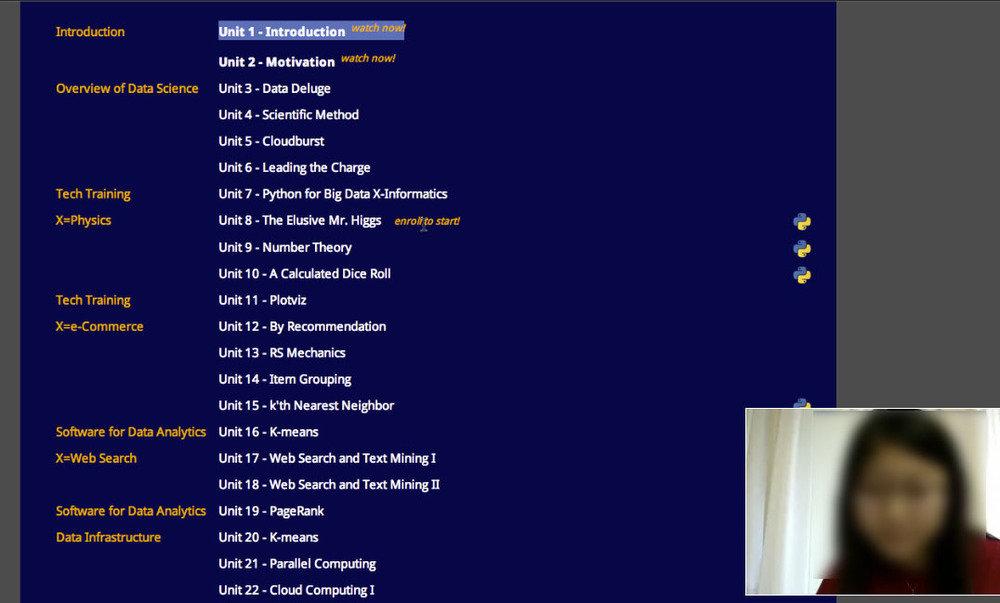 Introduction Unit 1 - Introduction watch now!
Unit 2 - Motivation watch now!
Overview of Data Science Unit 3 - Data Deluge
Unit 4 - Scientific Method
Unit 5 - Cloudburst
Unit 6 - Leading the Charge
Tech Training Unit 7 - Python for Big Data X-Informatics
X=Physics Unit 8 - The Elusive Mr. Higgs enroll to start!
Unit 9 - Number Theory
Unit 10 - A Calculated Dice Roll
Tech Training Unit 11 - Plotviz
X=e-Commerce Unit 12 - By Recommendation
Unit 13 - RS Mechanics
Unit 14 - Item Grouping
Unit 15 - k'th Nearest Neighbor
Software for Data Analytics Unit 16 - K-means
X=Web Search Unit 17 - Web Search and Text Mining I
Unit 18 - Web Search and Text Mining II
Software for Data Analytics Unit 19 - PageRank
Data Infrastructure Unit 20 - K-means
Unit 21 - Parallel Computing
Unit 22 - Cloud Computing I